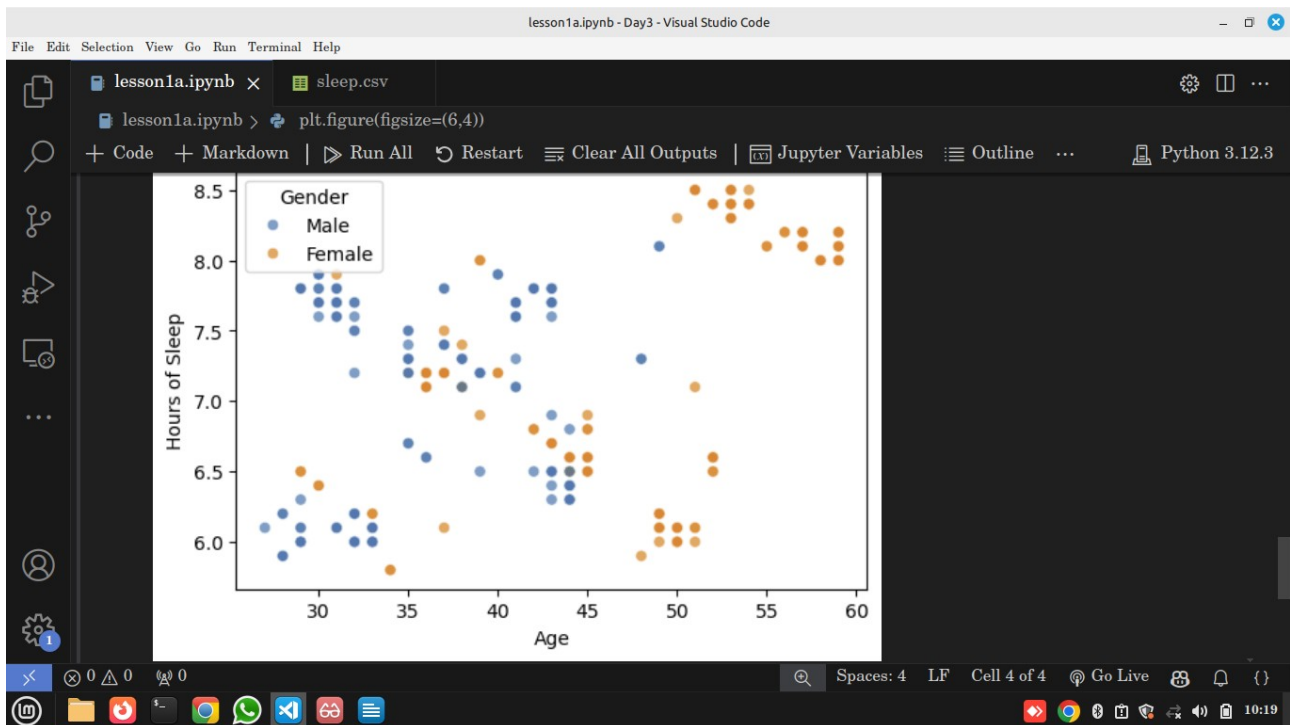 lesson1a.ipynb - Day3 - Visual Studio Code
File Edit Selection View Go Run Terminal Help
lesson1a.ipynb sleep.csv
lesson1a.ipynb > plt.figure(figsize=(6,4))
+ Code + Markdown | Run All Restart Clear All Outputs | Jupyter Variables Outline ... Python 3.12.3
Gender
Male
Female
8.5
8.0
7.5
7.0
6.5
6.0
Hours of Sleep
30 35 40 45 50 55 60
Age
1
0 0 0 Spaces: 4 LF Cell 4 of 4 Go Live {}
10:19